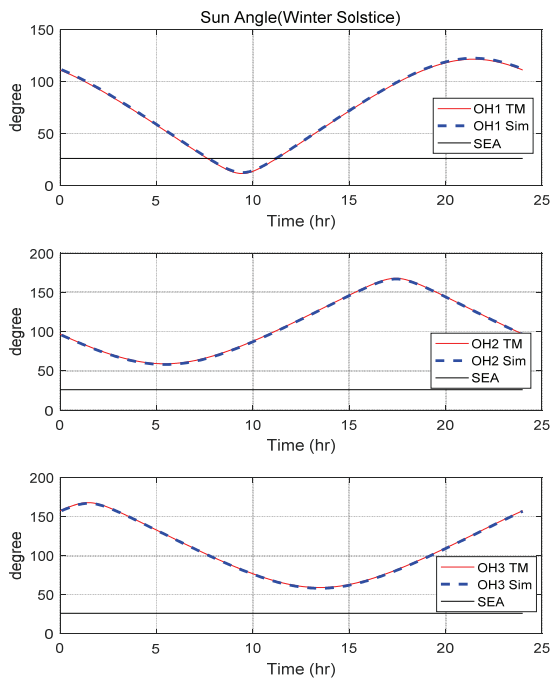 Sun Angle(Winter Solstice)
150
100
50
0
degree
OH1 TM
OH1 Sim
SEA
0 5 10 15 20 25
Time (hr)
200
150
100
50
0
degree
OH2 TM
OH2 Sim
SEA
0 5 10 15 20 25
Time (hr)
200
150
100
50
0
degree
OH3 TM
OH3 Sim
SEA
0 5 10 15 20 25
Time (hr)